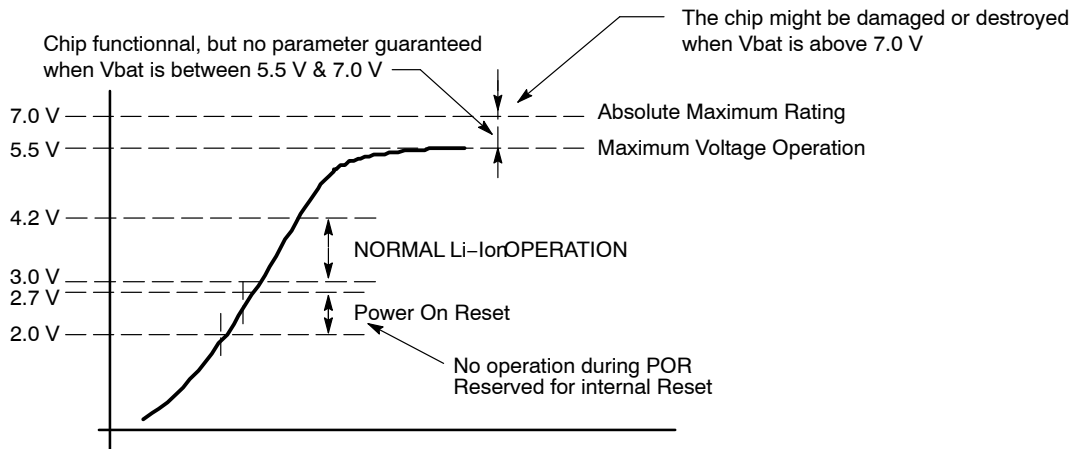 The chip might be damaged or destroyed
when Vbat is above 7.0 V
Chip functionnal, but no parameter guaranteed
when Vbat is between 5.5 V & 7.0 V
7.0 V
Absolute Maximum Rating
5.5 V
Maximum Voltage Operation
4.2 V
NORMAL Li−IonOPERATION
3.0 V
2.7 V
Power On Reset
2.0 V
No operation during POR
Reserved for internal Reset